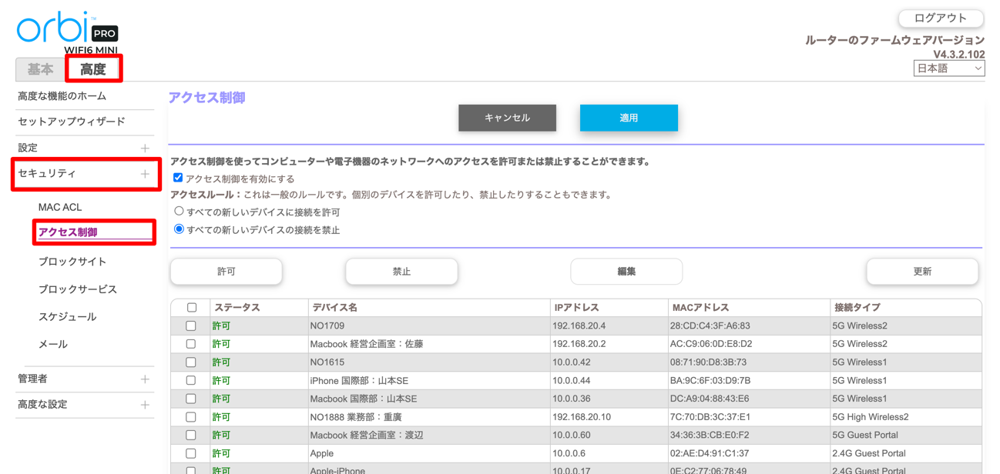 orbi™ PRO
WIFI6 MINI
ログアウト
ルーターのファームウェアバージョン
V4.3.2.102
日本語
基本 高度
高度な機能のホーム
セットアップウィザード
設定
セキュリティ
MAC ACL
アクセス制御
ブロックサイト
ブロックサービス
スケジュール
メール
管理者
高度な設定
アクセス制御
キャンセル 適用
アクセス制御を使ってコンピューターや電子機器のネットワークへのアクセスを許可または禁止することができます。
アクセス制御を有効にする
アクセスルール：これは一般のルールです。個別のデバイスを許可したり、禁止したりすることもできます。
すべての新しいデバイスに接続を許可
すべての新しいデバイスの接続を禁止
許可 禁止 編集 更新
ステータス デバイス名 IPアドレス MACアドレス 接続タイプ
許可 NO1709 192.168.20.4 28:CD:C4:3F:A6:83 5G Wireless2
許可 Macbook 経営企画室：佐藤 192.168.20.2 AC:C9:06:0D:E8:D2 5G Wireless2
許可 NO1615 10.0.0.42 08:71:90:D8:3B:73 5G Wireless1
許可 iPhone 国際部：山本SE 10.0.0.44 BA:9C:6F:03:D9:7B 5G Wireless1
許可 Macbook 国際部：山本SE 10.0.0.36 DC:A9:04:88:43:E6 5G Wireless1
許可 NO1888 業務部：重廣 192.168.20.10 7C:70:DB:3C:37:E1 5G High Wireless2
許可 Macbook 経営企画室：渡辺 10.0.0.60 34:36:3B:CB:E0:F2 5G Guest Portal
許可 Apple 10.0.0.6 02:AE:D4:91:C1:37 2.4G Guest Portal
許可 Apple-iPhone 10.0.0.17 0E:C2:77:06:78:49 2.4G Guest Portal